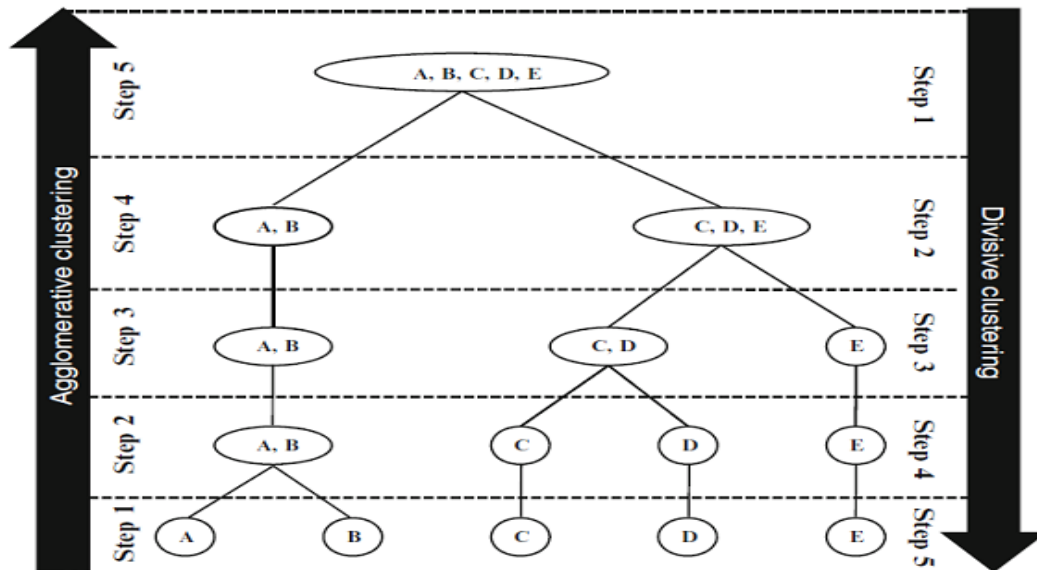 Agglomerative clustering
Step 5
A, B, C, D, E
Step 1
Step 4
A, B
C, D, E
Step 2
Step 3
A, B
C, D
E
Step 3
Step 2
A, B
C
D
E
Step 4
Step 1
A
B
C
D
E
Step 5
Divisive clustering